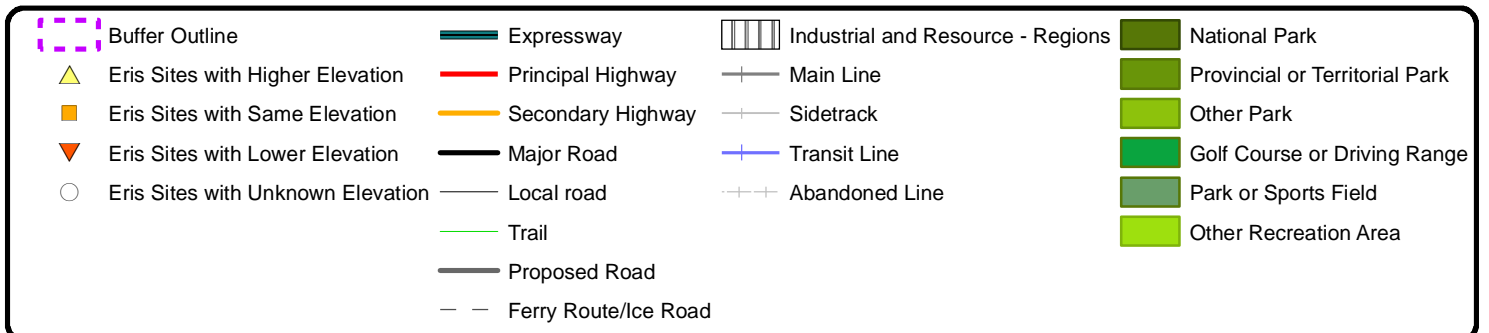 Buffer Outline
Eris Sites with Higher Elevation
Eris Sites with Same Elevation
Eris Sites with Lower Elevation
Eris Sites with Unknown Elevation
Expressway
Principal Highway
Secondary Highway
Major Road
Local road
Trail
Proposed Road
Ferry Route/Ice Road
Industrial and Resource - Regions
Main Line
Sidetrack
Transit Line
Abandoned Line
National Park
Provincial or Territorial Park
Other Park
Golf Course or Driving Range
Park or Sports Field
Other Recreation Area